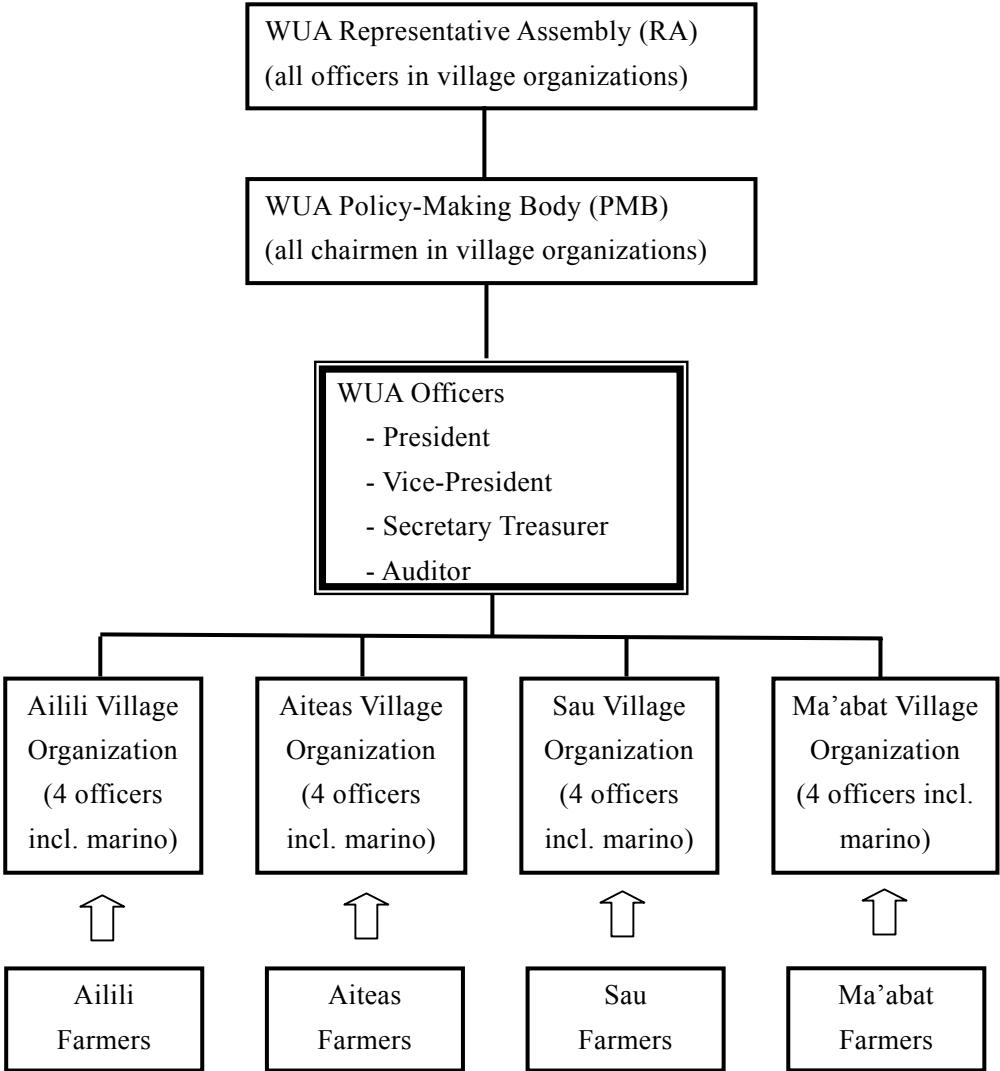 WUA Representative Assembly (RA)
(all officers in village organizations)
WUA Policy-Making Body (PMB)
(all chairmen in village organizations)
WUA Officers
- President
- Vice-President
- Secretary Treasurer
- Auditor
Ailili Village
Organization
(4 officers
incl. marino)
Aiteas Village
Organization
(4 officers
incl. marino)
Sau Village
Organization
(4 officers
incl. marino)
Ma’abat Village
Organization
(4 officers incl.
marino)
Ailili
Farmers
Aiteas
Farmers
Sau
Farmers
Ma’abat
Farmers